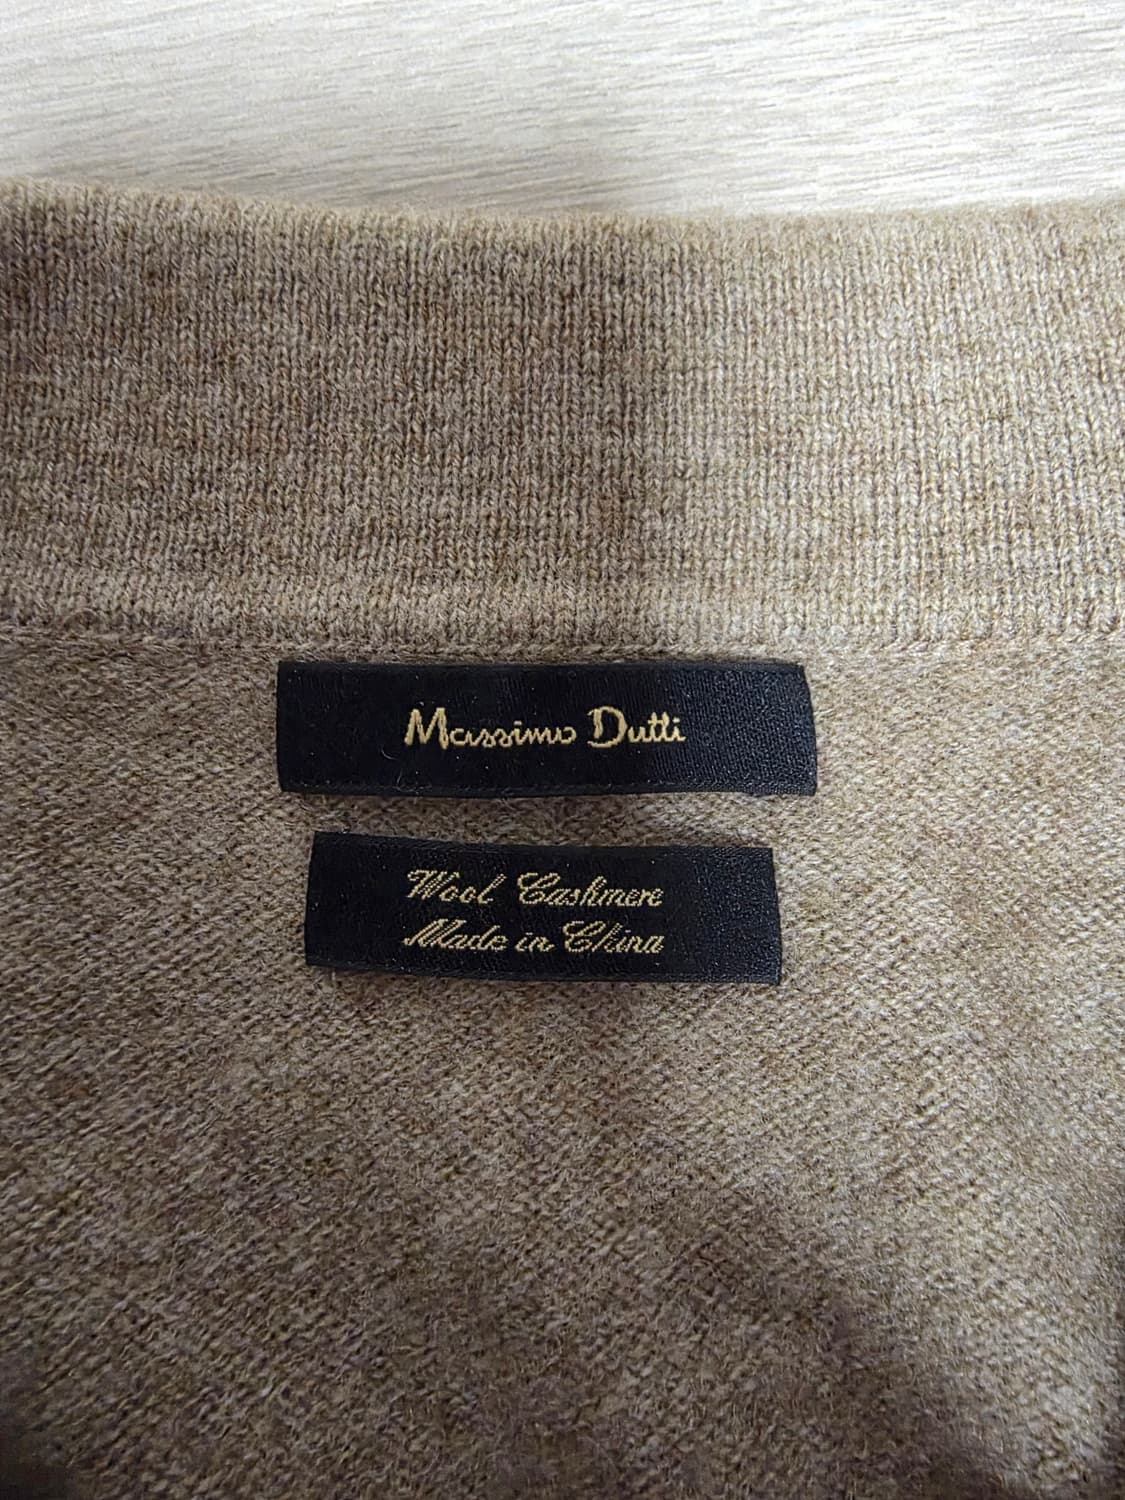 Massimo Dutti
Wool Cashmere
Made in China